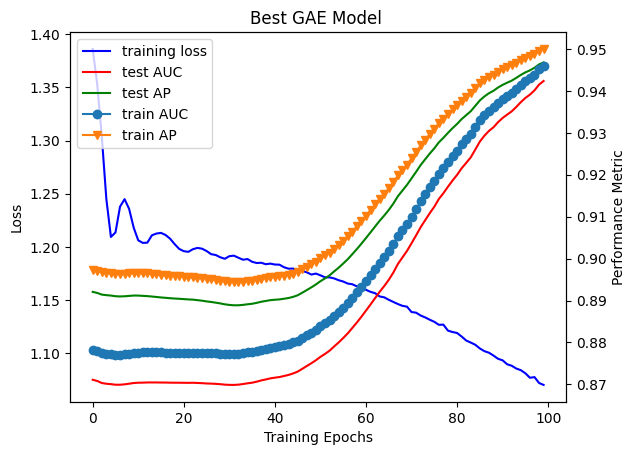 Best GAE Model
1.40
1.35
1.30
1.25
1.20
1.15
1.10
Loss
training loss
test AUC
test AP
train AUC
train AP
0.95
0.94
0.93
0.92
0.91
0.90
0.89
0.88
0.87
Performance Metric
0
20
40
60
80
100
Training Epochs